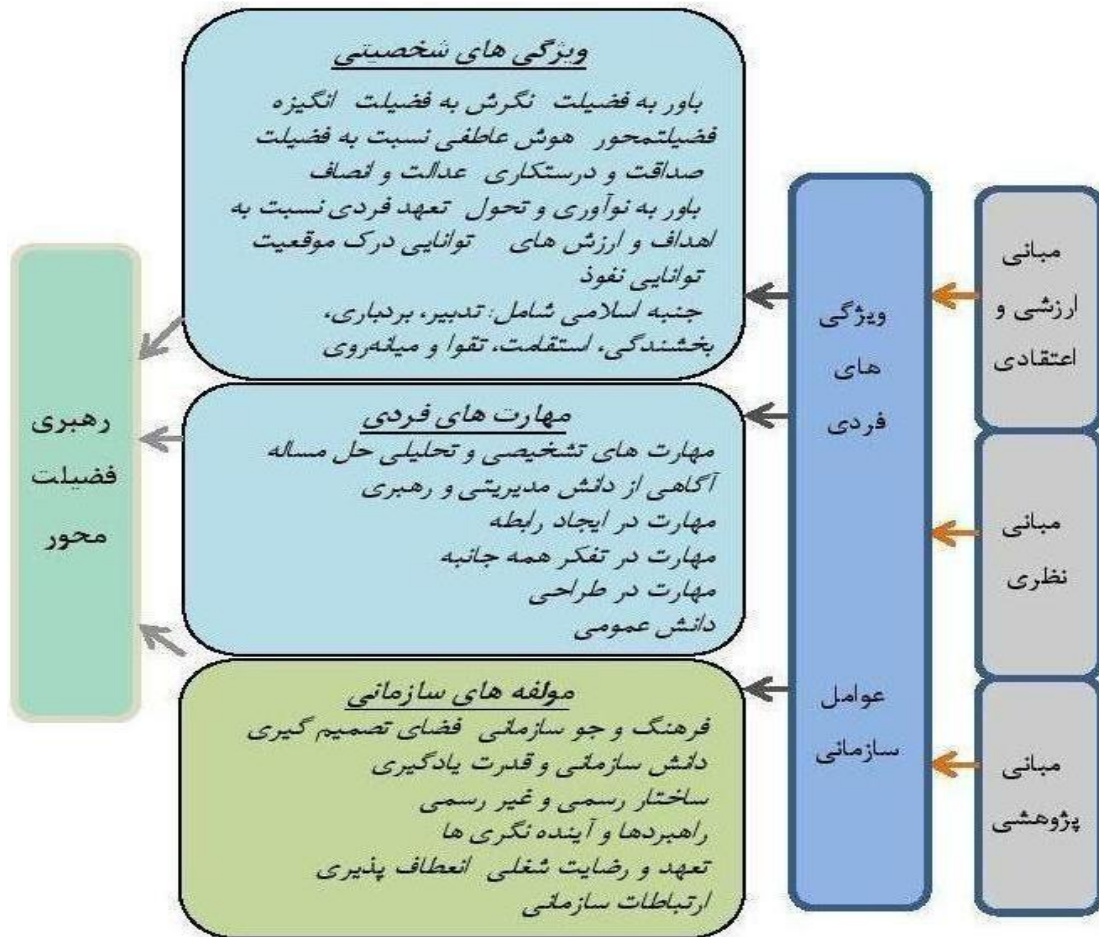 مبانی
ارزشی و
اعتقادی
مبانی
نظری
مبانی
پژوهشی
ویژگی
های
فردی
عوامل
سازمانی
ویژگی های شخصیتی
باور به فضیلت نگرش به فضیلت انگیزه
فضیلتمحور هوش عاطفی نسبت به فضیلت
صداقت و درستکاری عدالت و انصاف
باور به نوآوری و تحول تعهد فردی نسبت به
اهداف و ارزش های توانایی درک موقعیت
توانایی نفوذ
جنبه اسلامی شامل: تدبیر، بردباری،
بخشندگی، استقامت، تقوا و میانه‌روی
مهارت های فردی
مهارت های تشخیصی و تحلیلی حل مساله
آگاهی از دانش مدیریتی و رهبری
مهارت در ایجاد رابطه
مهارت در تفکر همه جانبه
مهارت در طراحی
دانش عمومی
مولفه های سازمانی
فرهنگ و جو سازمانی فضای تصمیم گیری
دانش سازمانی و قدرت یادگیری
ساختار رسمی و غیر رسمی
راهبردها و آینده نگری ها
تعهد و رضایت شغلی انعطاف پذیری
ارتباطات سازمانی
رهبری
فضیلت
محور